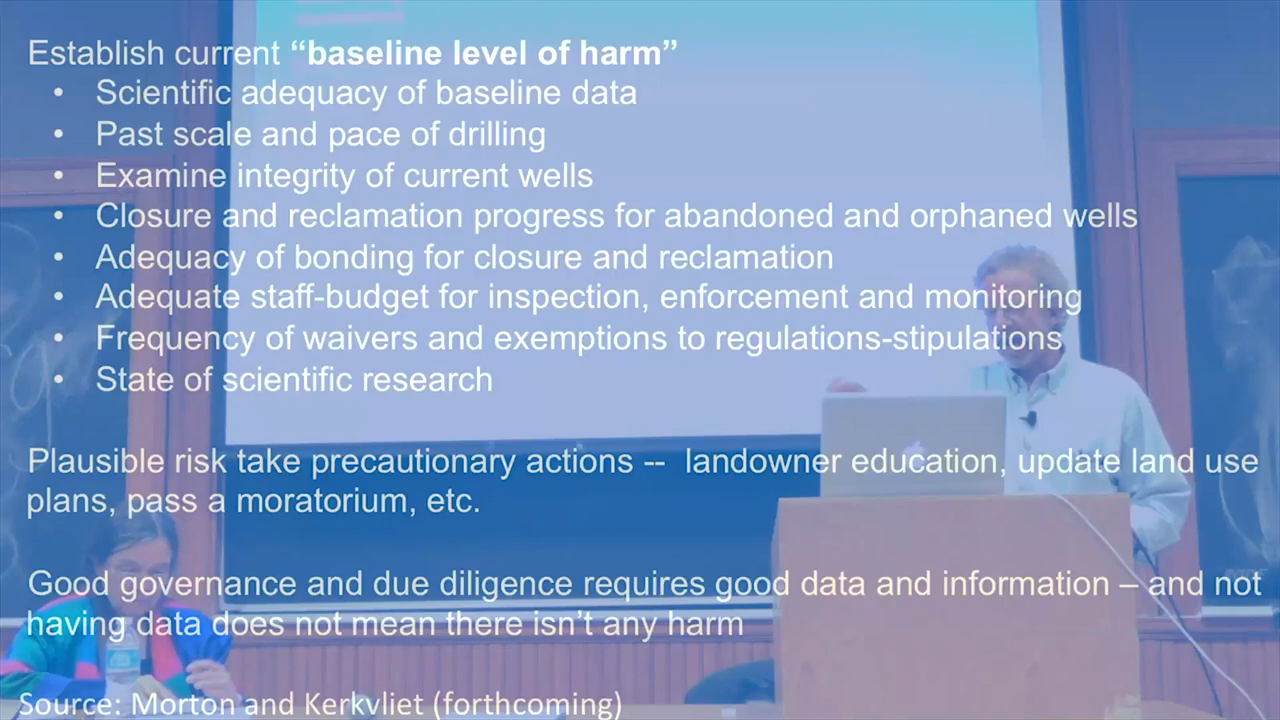 Establish current “baseline level of harm”
• Scientific adequacy of baseline data
• Past scale and pace of drilling
• Examine integrity of current wells
• Closure and reclamation progress for abandoned and orphaned wells
• Adequacy of bonding for closure and reclamation
• Adequate staff-budget for inspection, enforcement and monitoring
• Frequency of waivers and exemptions to regulations-stipulations
• State of scientific research
Plausible risk take precautionary actions -- landowner education, update land use
plans, pass a moratorium, etc.
Good governance and due diligence requires good data and information – and not
having data does not mean there isn’t any harm
Source: Morton and Kerkvliet (forthcoming)